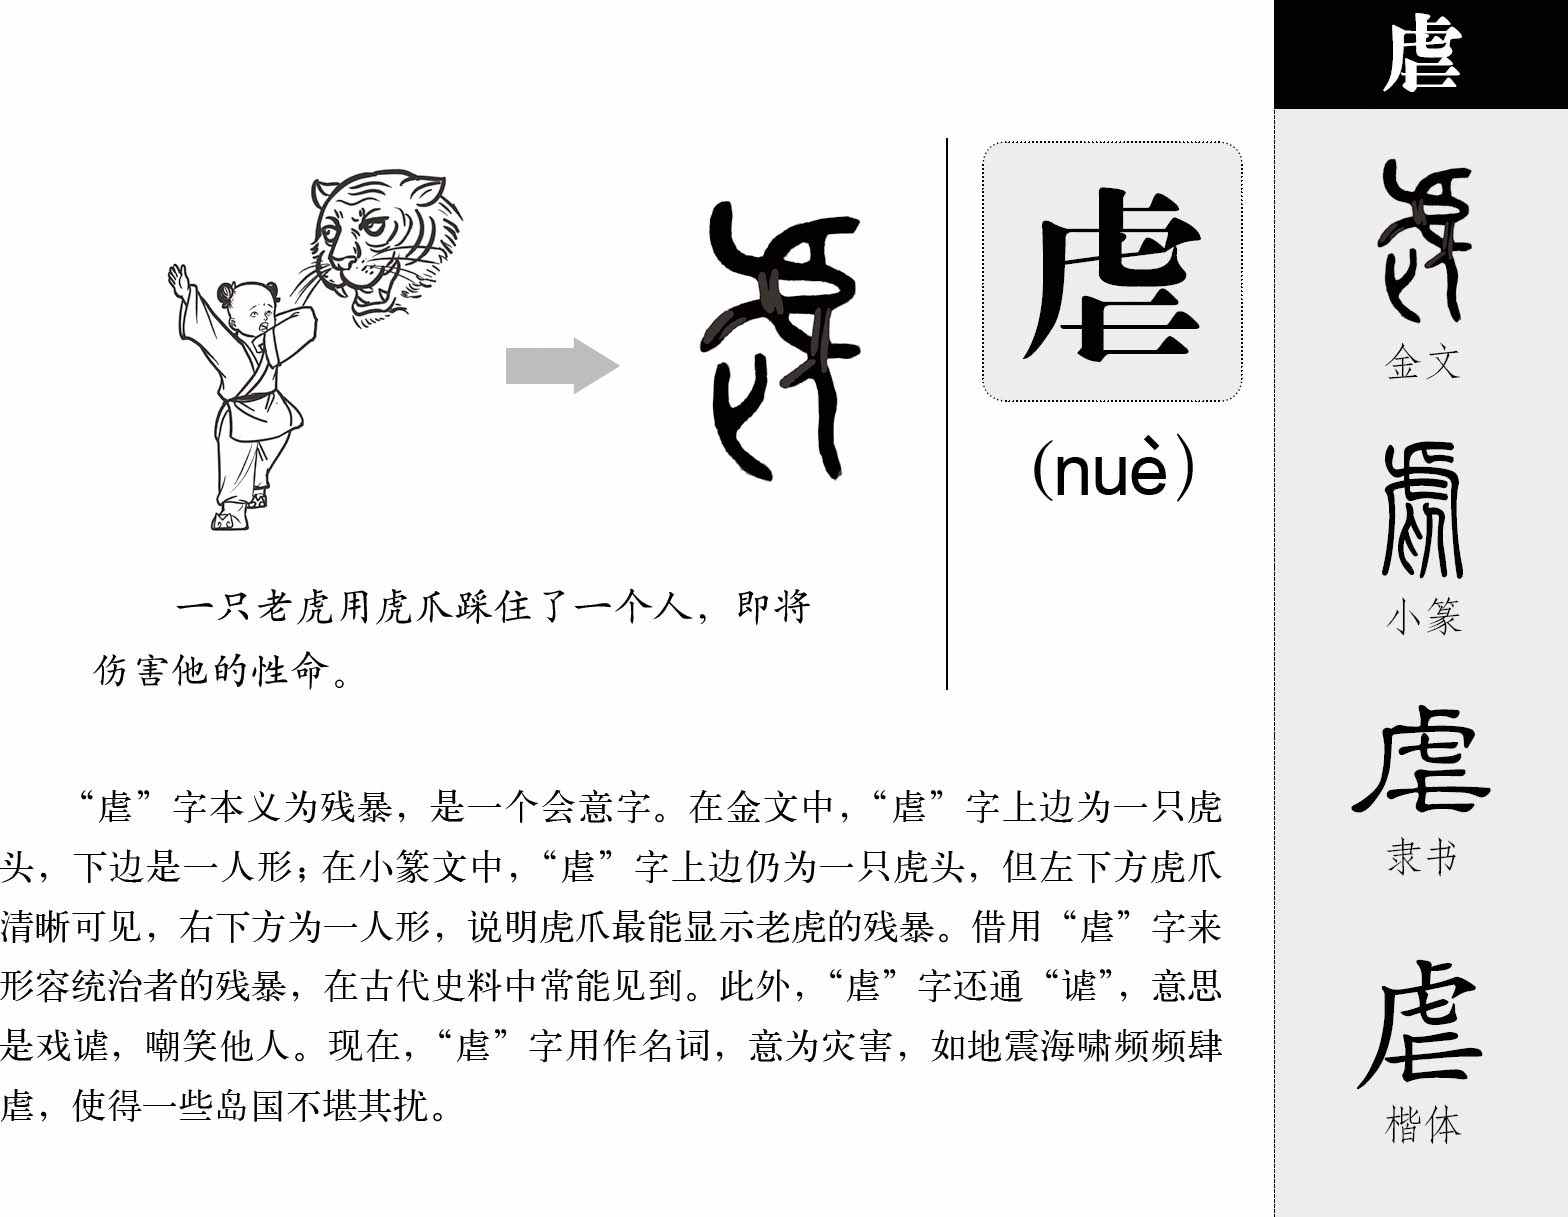 虐
虐
(nuè)
一只老虎用虎爪踩住了一个人，即将
伤害他的性命。
“虐”字本义为残暴，是一个会意字。在金文中，“虐”字上边为一只虎
头，下边是一人形；在小篆文中，“虐”字上边仍为一只虎头，但左下方虎爪
清晰可见，右下方为一人形，说明虎爪最能显示老虎的残暴。借用“虐”字来
形容统治者的残暴，在古代史料中常能见到。此外，“虐”字还通“谑”，意思
是戏谑，嘲笑他人。现在，“虐”字用作名词，意为灾害，如地震海啸频频肆
虐，使得一些岛国不堪其扰。
虐
金文
虐
小篆
虐
隶书
虐
楷体